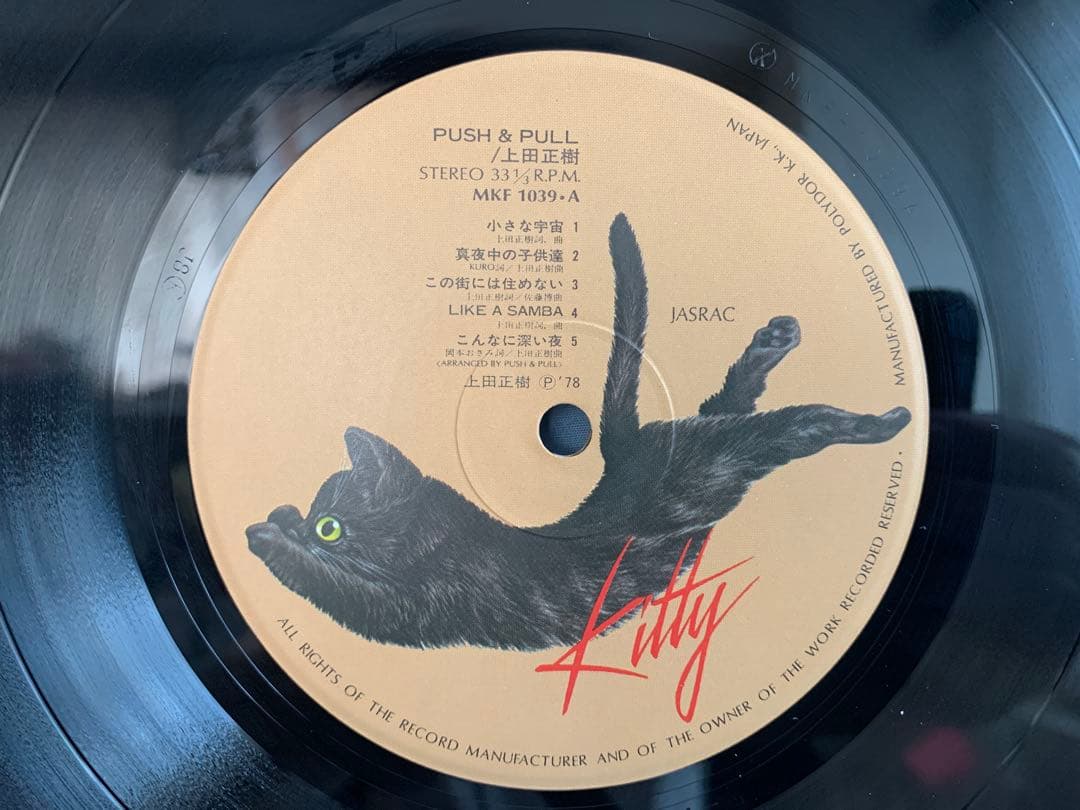 PUSH & PULL
/上田正樹
STEREO 33⅓ R.P.M.
MKF 1039・A
小さな宇宙 1
上田正樹詞、曲
真夜中の子供達 2
KURO詞/上田正樹曲
この街には住めない 3
上田正樹詞/佐藤博曲
LIKE A SAMBA 4
上田正樹詞、曲
こんなに深い夜 5
岡本おさみ詞/上田正樹曲
〈ARRANGED BY PUSH & PULL〉
上田正樹 Ⓟ '78
JASRAC
Kitty
MANUFACTURED BY POLYDOR K.K., JAPAN
ALL RIGHTS OF THE RECORD MANUFACTURER AND OF THE OWNER OF THE WORK RECORDED RESERVED・